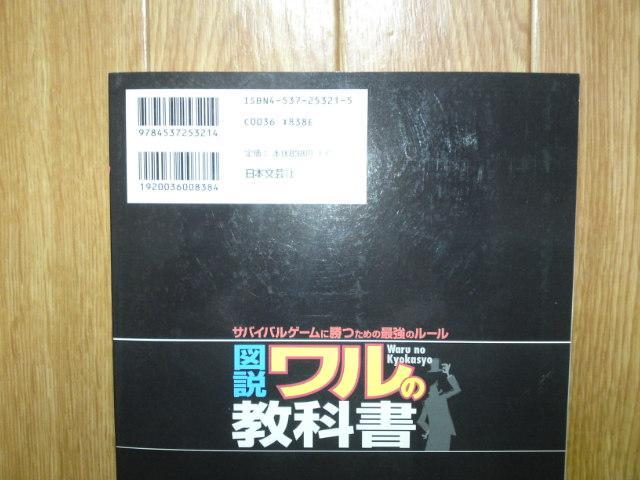 ISBN4-537-25321-5
C0036 ¥838E
9784537253214
定価:
日本文芸社
1920036008384
サバイバルゲームに勝つための最強のルール
図説
ワルの
Waru no
Kyokasyo
教科書